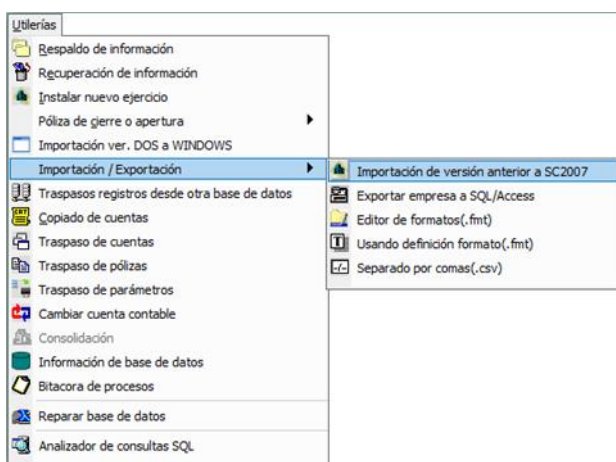 Utilerías
Respaldo de información
Recuperación de información
Instalar nuevo ejercicio
Póliza de cierre o apertura
Importación ver. DOS a WINDOWS
Importación / Exportación
Importación de versión anterior a SC2007
Exportar empresa a SQL/Access
Editor de formatos(.fmt)
Usando definición formato(.fmt)
Separado por comas(.csv)
Traspasos registros desde otra base de datos
Copiado de cuentas
Traspaso de cuentas
Traspaso de pólizas
Traspaso de parámetros
Cambiar cuenta contable
Consolidación
Información de base de datos
Bitacora de procesos
Reparar base de datos
Analizador de consultas SQL